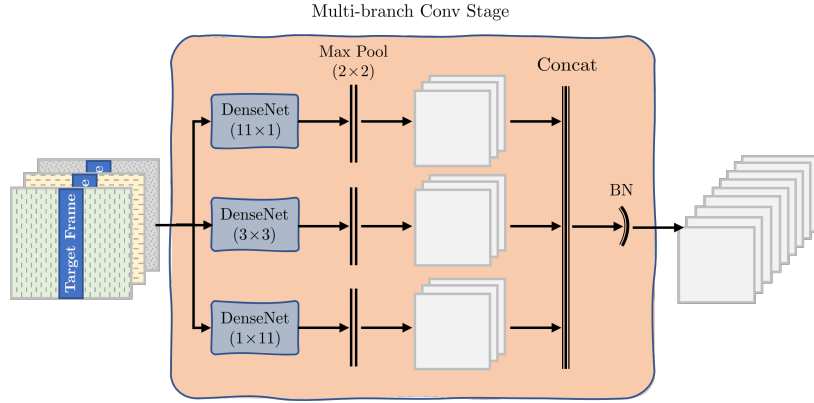 Multi-branch Conv Stage
Max Pool
(2×2)
Concat
DenseNet
(11×1)
BN
DenseNet
(3×3)
Target Frame
e
e
DenseNet
(1×11)